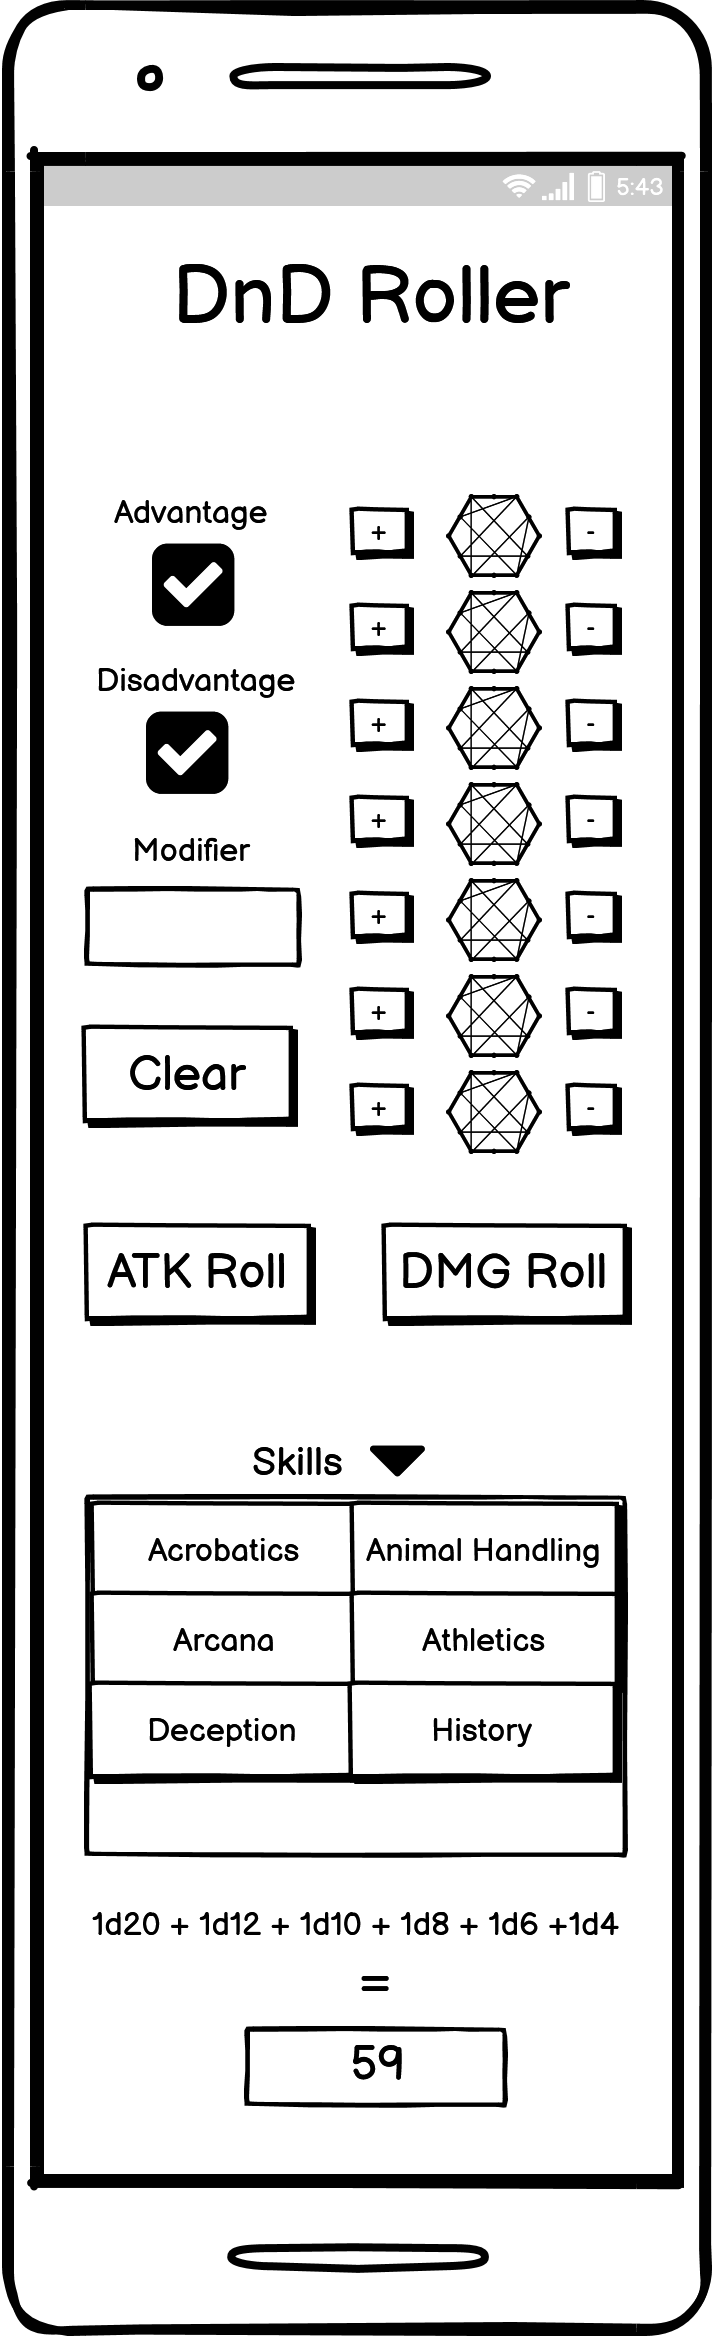 5:43
DnD Roller
Advantage
+ -
+ -
Disadvantage
+ -
+ -
Modifier
+ -
+ -
Clear
+ -
ATK Roll DMG Roll
Skills
Acrobatics Animal Handling
Arcana Athletics
Deception History
1d20 + 1d12 + 1d10 + 1d8 + 1d6 +1d4
=
59